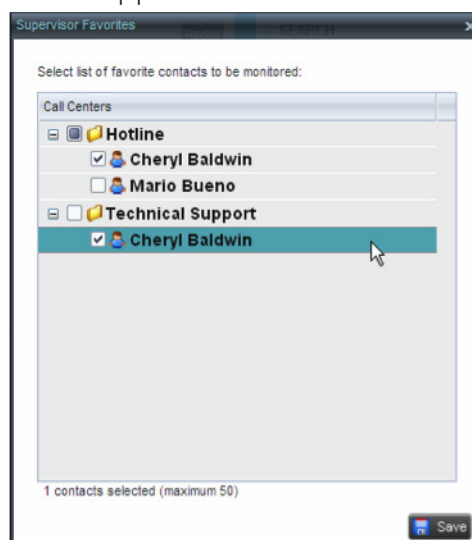 Supervisor Favorites
SEARCH
Select list of favorite contacts to be monitored:
Call Centers
Hotline
Cheryl Baldwin
Mario Bueno
Technical Support
Cheryl Baldwin
1 contacts selected (maximum 50)
Save